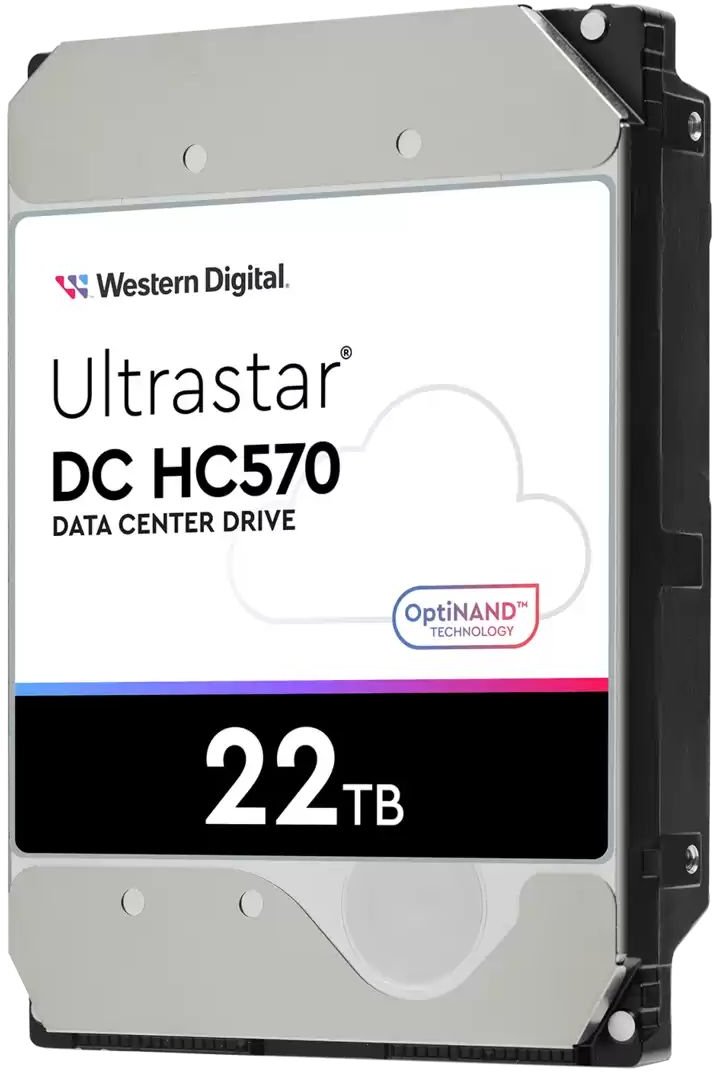 Western Digital.
Ultrastar®
DC HC570
DATA CENTER DRIVE
OptiNAND™
TECHNOLOGY
22TB